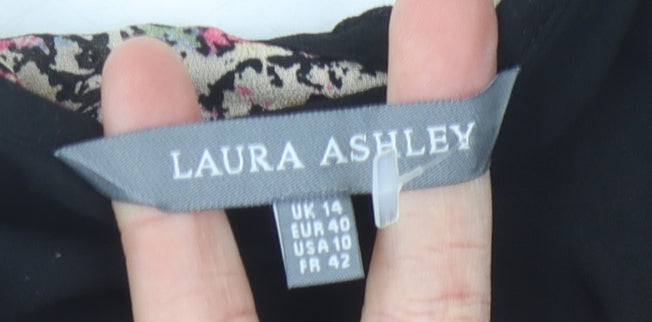 LAURA ASHLEY
UK 14
EUR 40
USA 10
FR 42